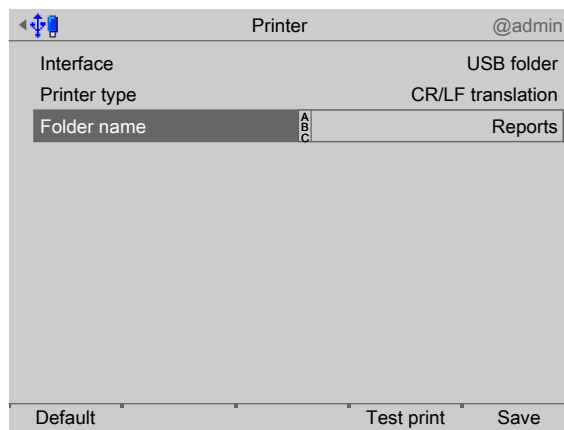 Printer @admin
Interface USB folder
Printer type CR/LF translation
Folder name ABC Reports
Default Test print Save